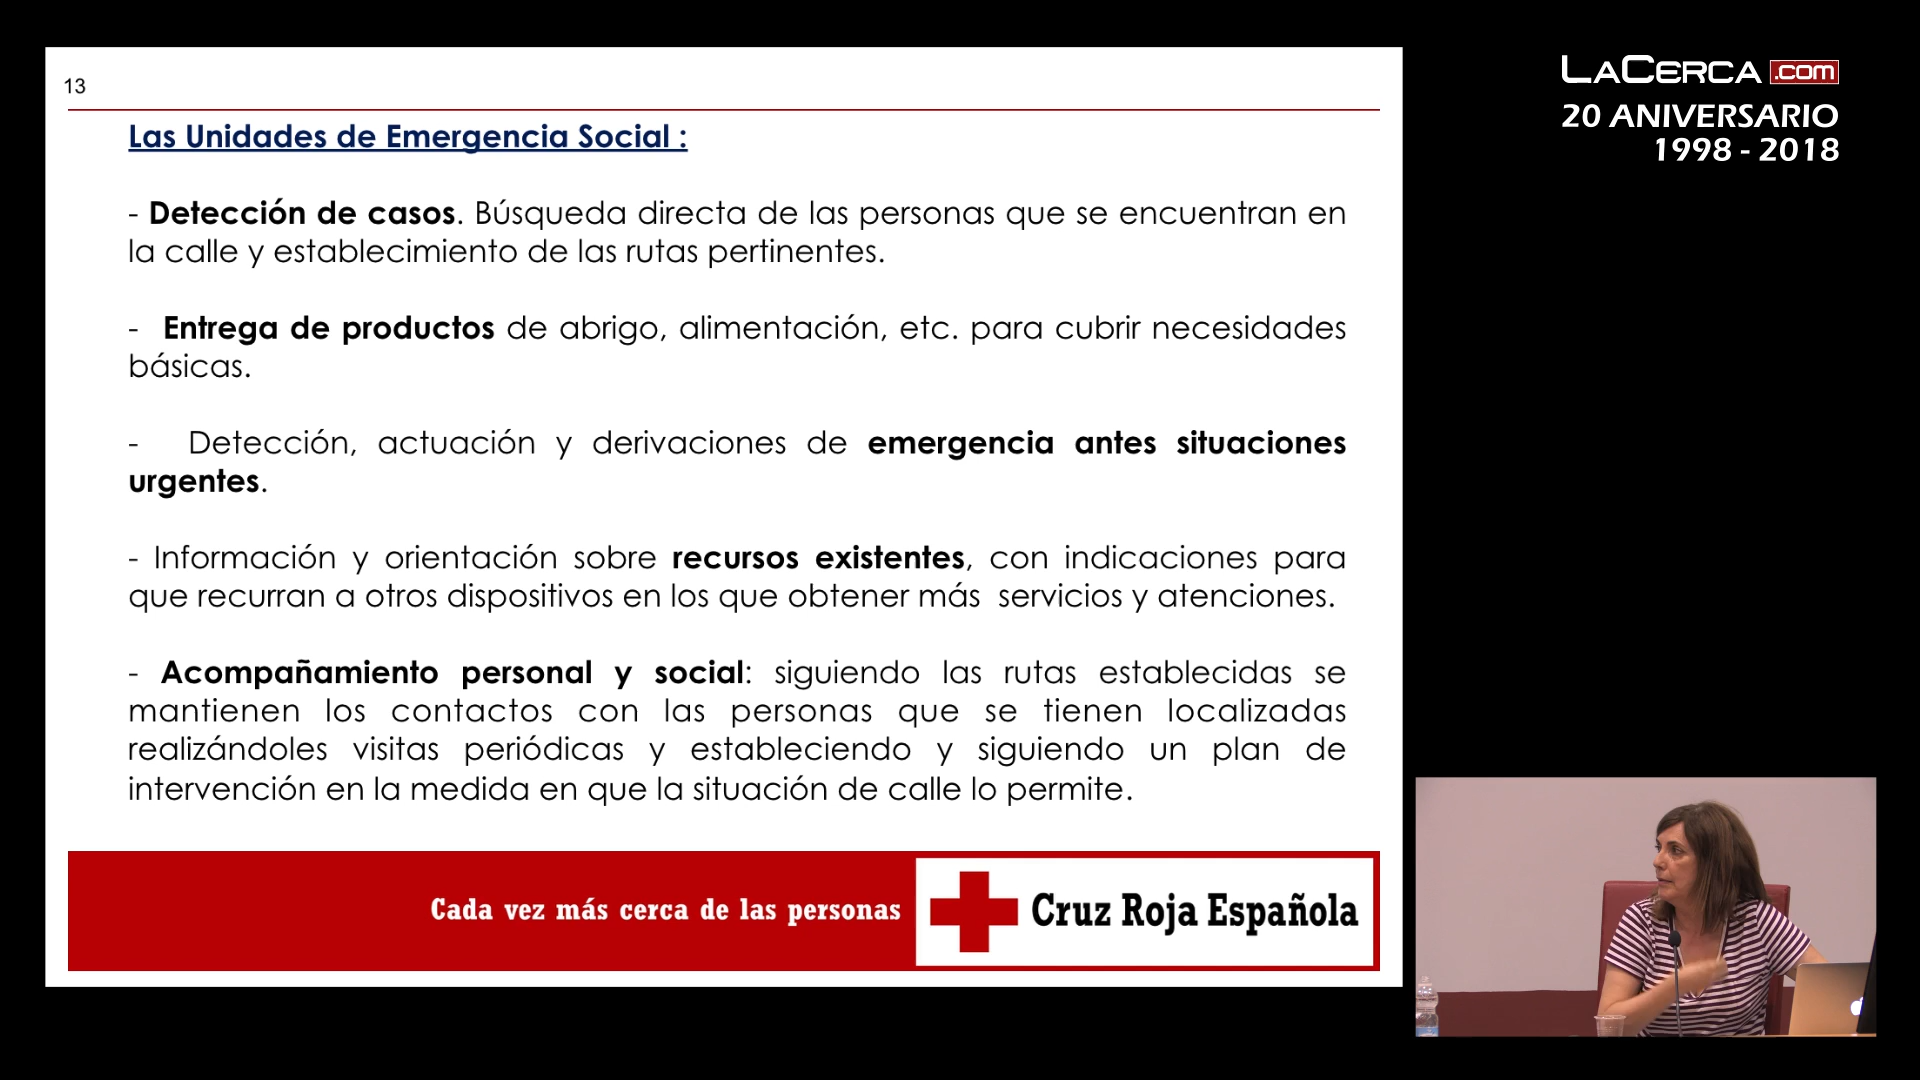 13
Las Unidades de Emergencia Social :
- Detección de casos. Búsqueda directa de las personas que se encuentran en
la calle y establecimiento de las rutas pertinentes.
- Entrega de productos de abrigo, alimentación, etc. para cubrir necesidades
básicas.
- Detección, actuación y derivaciones de emergencia antes situaciones
urgentes.
- Información y orientación sobre recursos existentes, con indicaciones para
que recurran a otros dispositivos en los que obtener más servicios y atenciones.
- Acompañamiento personal y social: siguiendo las rutas establecidas se
mantienen los contactos con las personas que se tienen localizadas
realizándoles visitas periódicas y estableciendo y siguiendo un plan de
intervención en la medida en que la situación de calle lo permite.
Cada vez más cerca de las personas
Cruz Roja Española
LACERCA.com
20 ANIVERSARIO
1998 - 2018